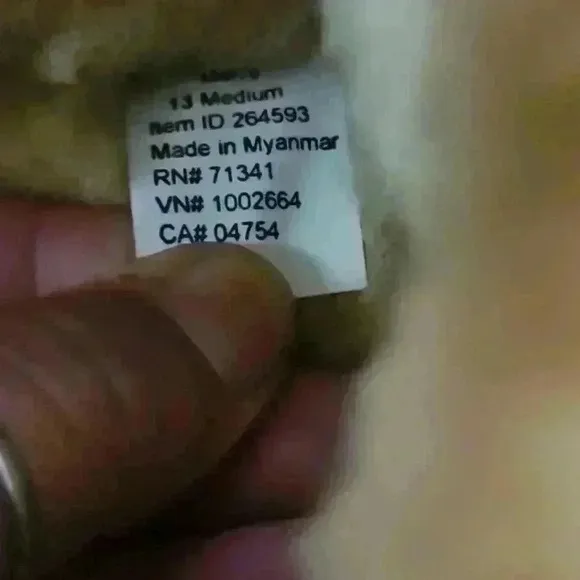 13 Medium
Item ID 264593
Made in Myanmar
RN# 71341
VN# 1002664
CA# 04754